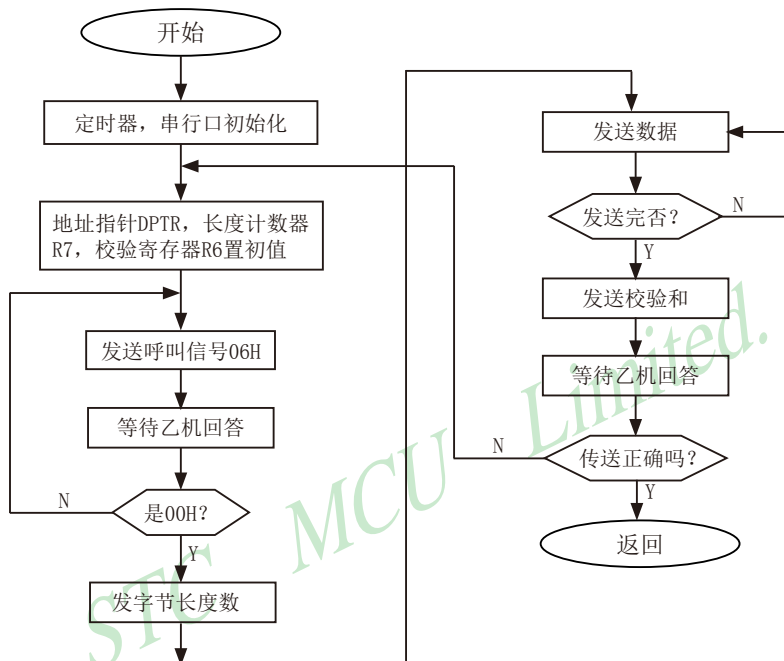 开始
定时器，串行口初始化
地址指针DPTR，长度计数器
R7，校验寄存器R6置初值
发送呼叫信号06H
等待乙机回答
是00H？
N
Y
发字节长度数
发送数据
发送完否？
N
Y
发送校验和
等待乙机回答
传送正确吗？
N
Y
返回
STC MCU Limited.